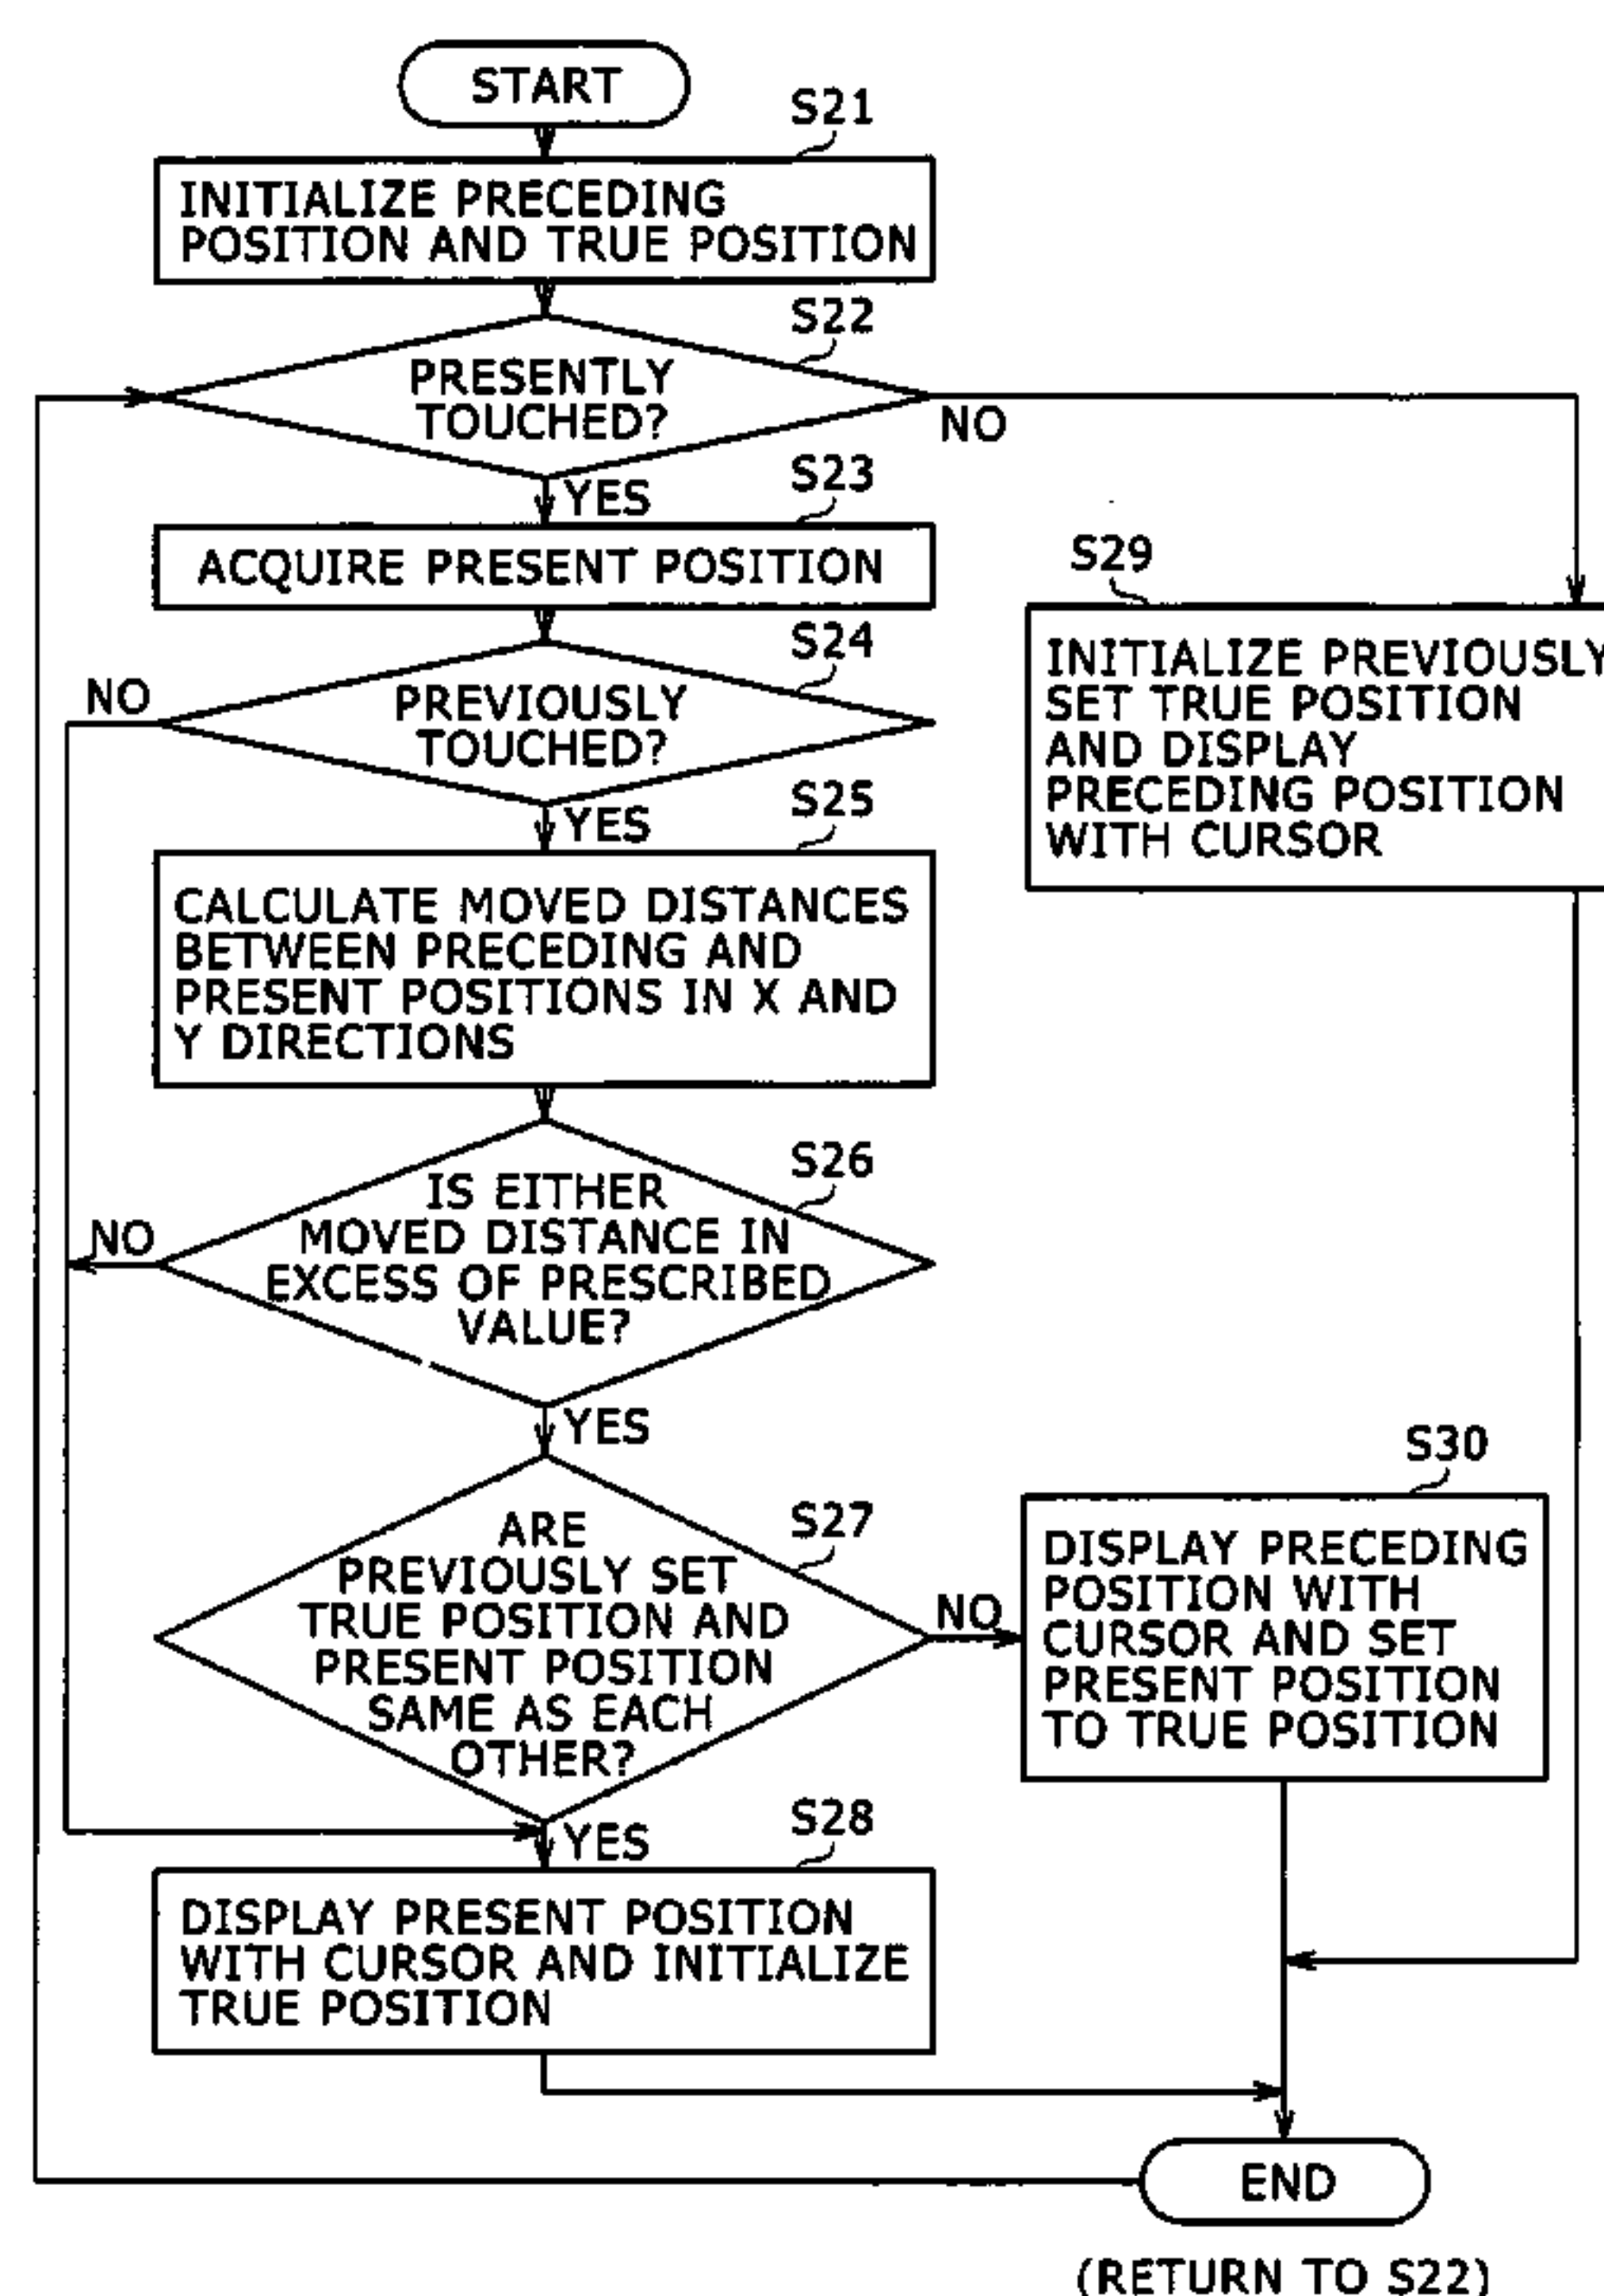 START
S21
INITIALIZE PRECEDING
POSITION AND TRUE POSITION
S22
PRESENTLY
TOUCHED?
NO
YES
S23
ACQUIRE PRESENT POSITION
S24
PREVIOUSLY
TOUCHED?
NO
YES
S29
INITIALIZE PREVIOUSLY
SET TRUE POSITION
AND DISPLAY
PRECEDING POSITION
WITH CURSOR
S25
CALCULATE MOVED DISTANCES
BETWEEN PRECEDING AND
PRESENT POSITIONS IN X AND
Y DIRECTIONS
S26
IS EITHER
MOVED DISTANCE IN
EXCESS OF PRESCRIBED
VALUE?
NO
YES
S27
ARE
PREVIOUSLY SET
TRUE POSITION AND
PRESENT POSITION
SAME AS EACH
OTHER?
NO
YES
S30
DISPLAY PRECEDING
POSITION WITH
CURSOR AND SET
PRESENT POSITION
TO TRUE POSITION
S28
DISPLAY PRESENT POSITION
WITH CURSOR AND INITIALIZE
TRUE POSITION
END
(RETURN TO S22)